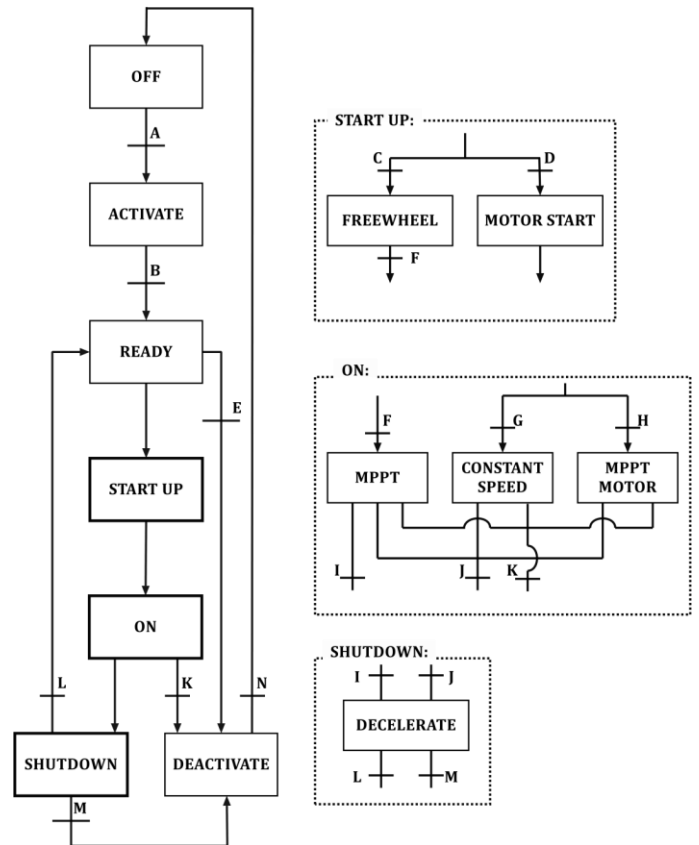 OFF
A
ACTIVATE
B
READY
E
START UP
ON
L
K
N
SHUTDOWN
DEACTIVATE
M
START UP:
C
D
FREEWHEEL
MOTOR START
F
ON:
F
G
H
MPPT
CONSTANT
SPEED
MPPT
MOTOR
I
J
K
SHUTDOWN:
I
J
DECELERATE
L
M